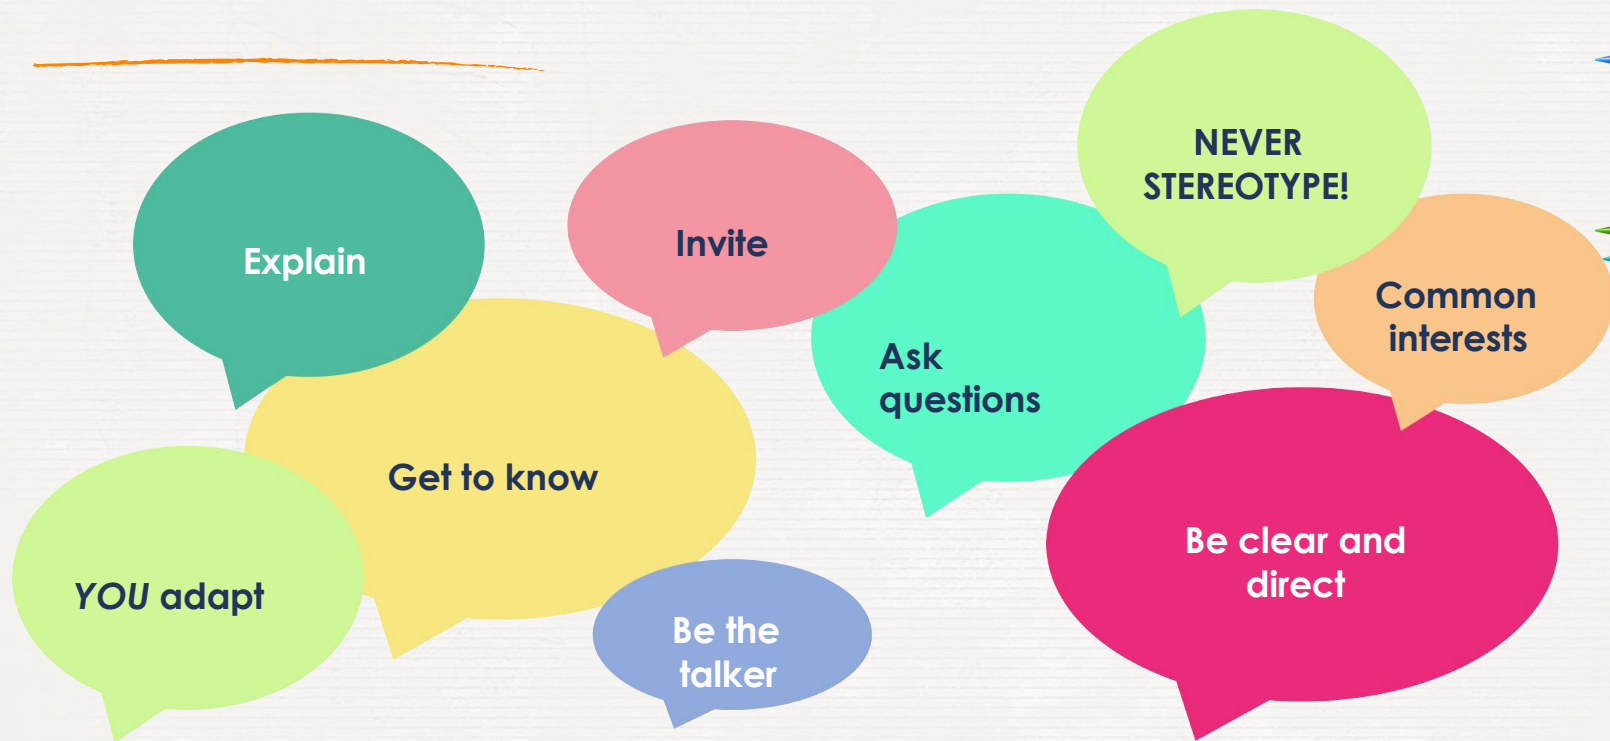 Explain
Invite
NEVER
STEREOTYPE!
Common
interests
Ask
questions
Get to know
YOU adapt
Be the
talker
Be clear and
direct